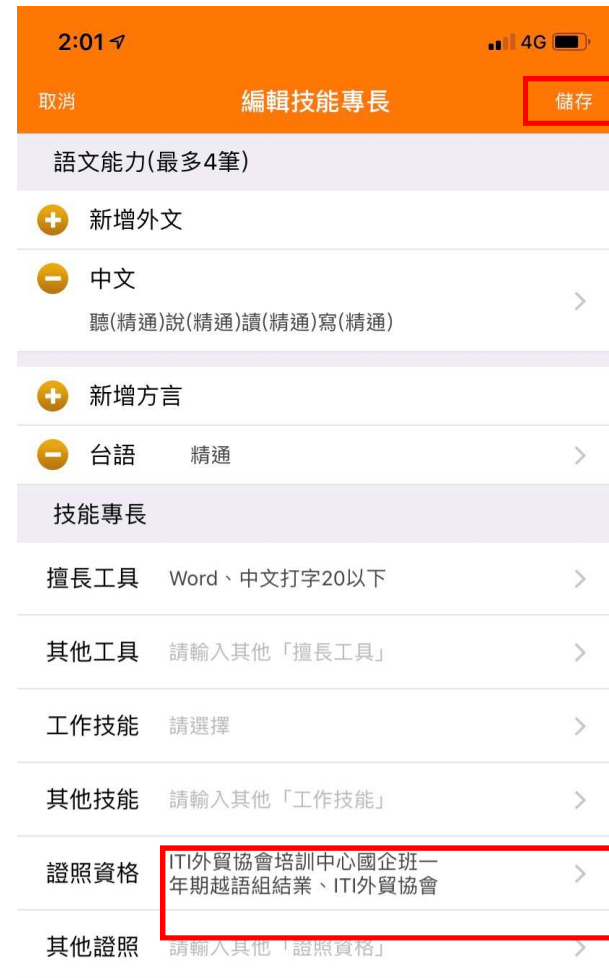 2:01 4G
取消 編輯技能專長 儲存
語文能力(最多4筆)
新增外文
中文
聽(精通)說(精通)讀(精通)寫(精通)
新增方言
台語 精通
技能專長
擅長工具 Word、中文打字20以下
其他工具 請輸入其他「擅長工具」
工作技能 請選擇
其他技能 請輸入其他「工作技能」
證照資格 ITI外貿協會培訓中心國企班一
年期越語組結業、ITI外貿協會
其他證照 請輸入其他「證照資格」